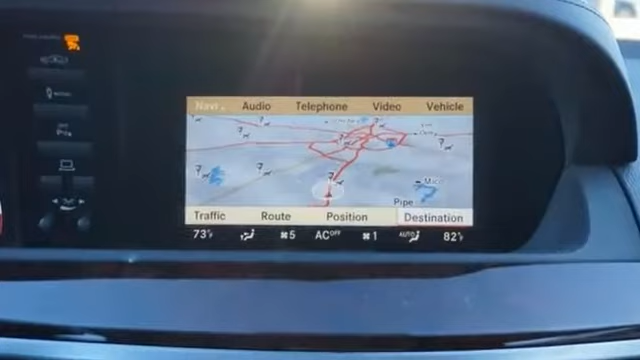 Navi Audio Telephone Video Vehicle
Pipe
Traffic Route Position Destination
73°F 5 AC OFF 1 AUTO 82°F